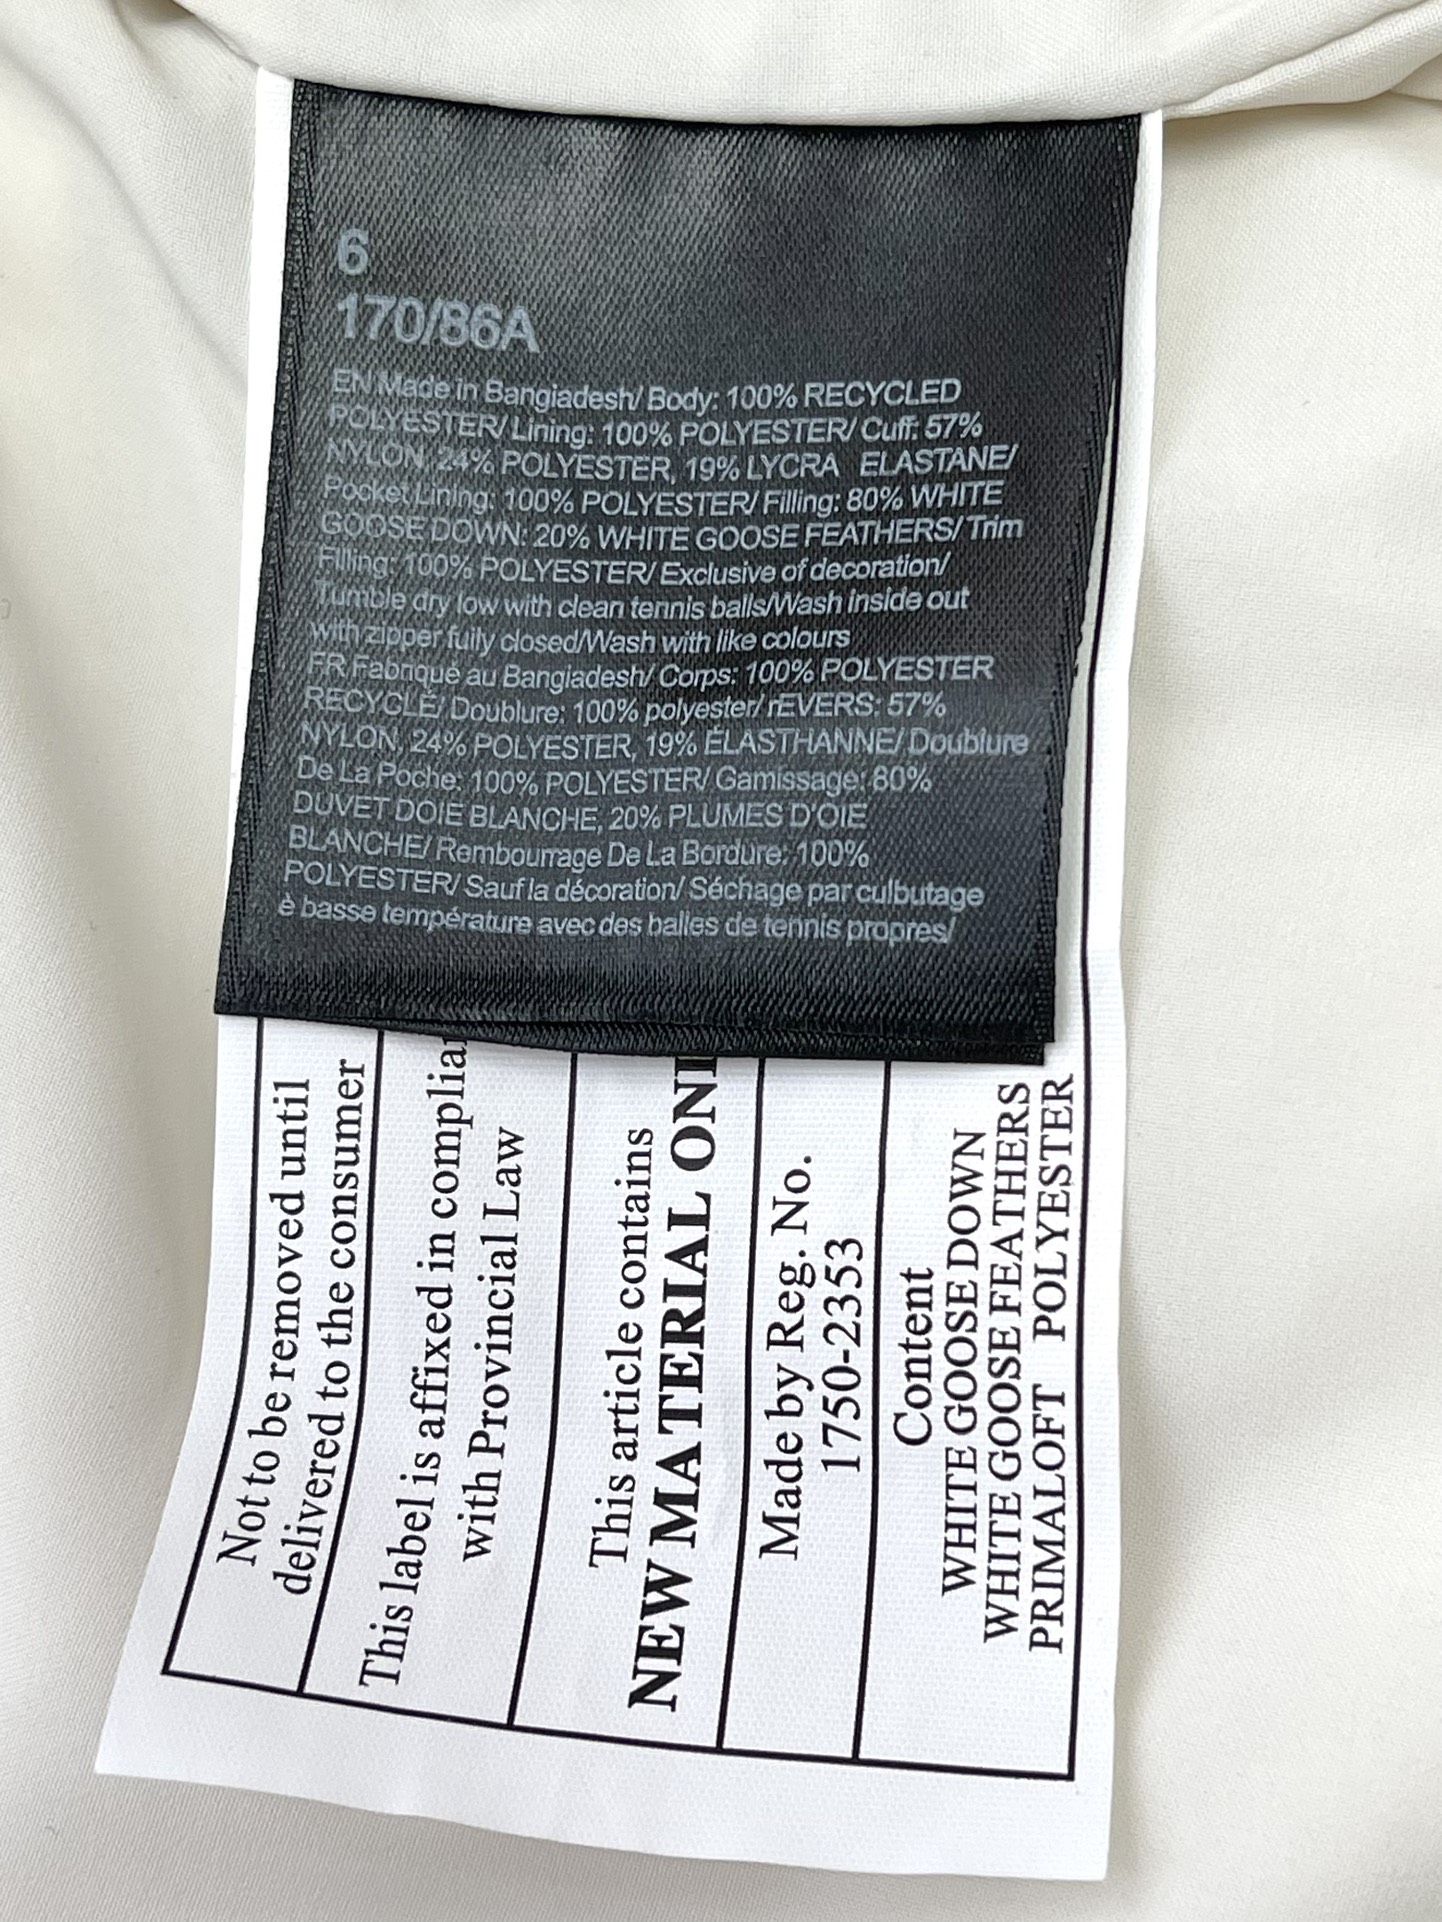 6
170/86A
EN Made in Bangiadesh/ Body: 100% RECYCLED
POLYESTER/ Lining: 100% POLYESTER/ Cuff: 57%
NYLON, 24% POLYESTER, 19% LYCRA ELASTANE/
Pocket Lining: 100% POLYESTER/ Filling: 80% WHITE
GOOSE DOWN: 20% WHITE GOOSE FEATHERS/ Trim
Filling: 100% POLYESTER/ Exclusive of decoration/
Tumble dry low with clean tennis balls/Wash inside out
with zipper fully closed/Wash with like colours
FR Fabriqué au Bangiadesh/ Corps: 100% POLYESTER
RECYCLÉ/ Doublure: 100% polyester/ rEVERS: 57%
NYLON, 24% POLYESTER, 19% ÉLASTHANNE/ Doublure
De La Poche: 100% POLYESTER/ Gamissage: 80%
DUVET DOIE BLANCHE, 20% PLUMES D'OIE
BLANCHE/ Rembourrage De La Bordure: 100%
POLYESTER/ Sauf la décoration/ Séchage par culbutage
è basse température avec des balles de tennis propres/
Not to be removed until
delivered to the consumer
This label is affixed in complian
with Provincial Law
This article contains
NEW MATERIAL ONL
Made by Reg. No.
1750-2353
Content
WHITE GOOSE DOWN
WHITE GOOSE FEATHERS
PRIMALOFT POLYESTER